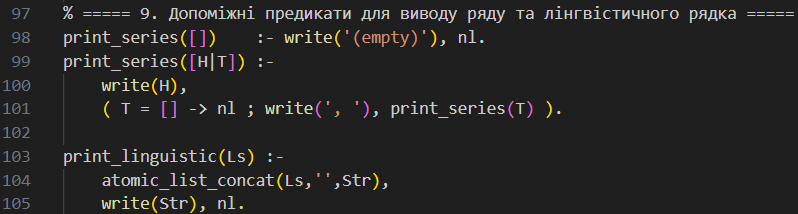 97 % ===== 9. Допоміжні предикати для виводу ряду та лінгвістичного рядка =====
98 print_series([])    :- write('(empty)'), nl.
99 print_series([H|T]) :-
100     write(H),
101     ( T = [] -> nl ; write(', '), print_series(T) ).
102
103 print_linguistic(Ls) :-
104     atomic_list_concat(Ls,'',Str),
105     write(Str), nl.